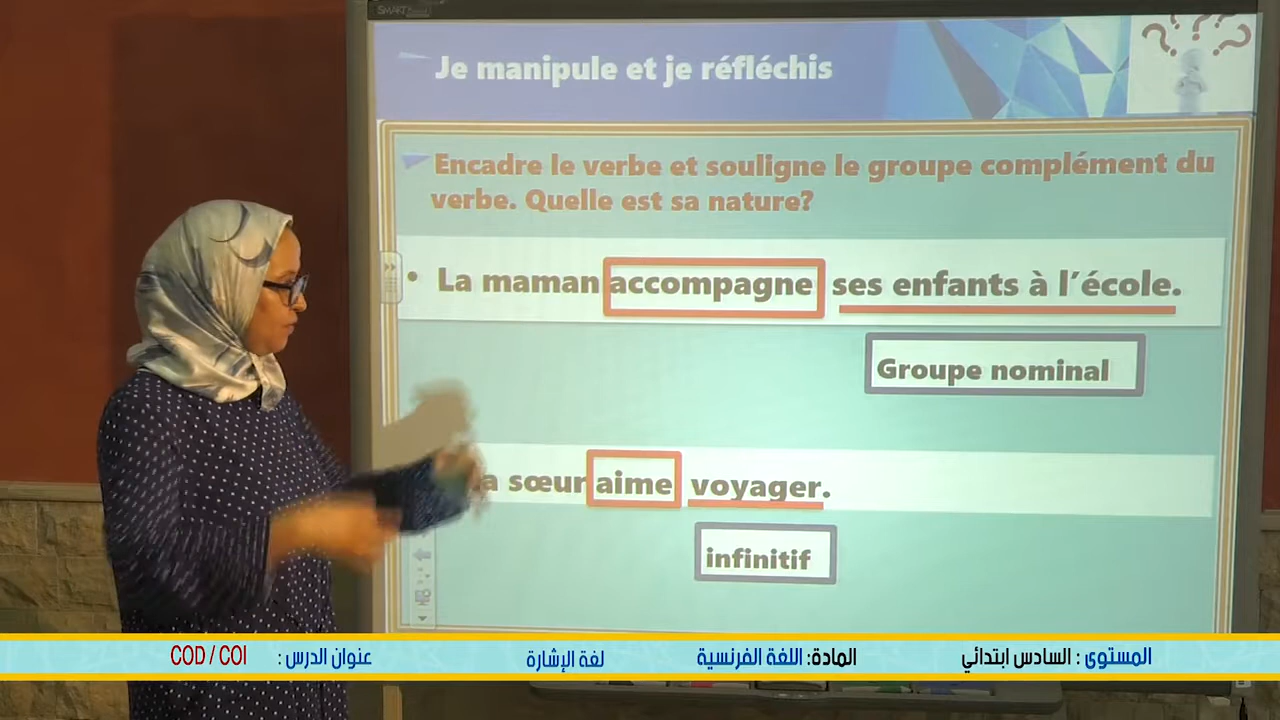 SMART
Je manipule et je réfléchis
Encadre le verbe et souligne le groupe complément du
verbe. Quelle est sa nature?
• La maman accompagne ses enfants à l’école.
Groupe nominal
sœur aime voyager.
infinitif
المستوى : السادس ابتدائي المادة: اللغة الفرنسية لغة الإشارة عنوان الدرس : COD / COI